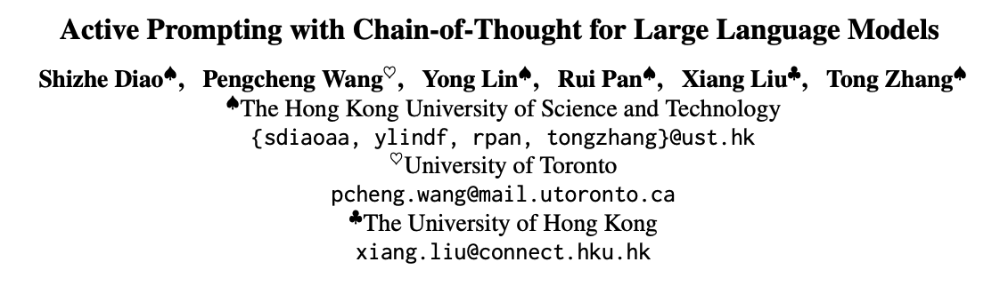 Active Prompting with Chain-of-Thought for Large Language Models
Shizhe Diao♠, Pengcheng Wang♡, Yong Lin♠, Rui Pan♠, Xiang Liu♣, Tong Zhang♠
♠The Hong Kong University of Science and Technology
{sdiaoaa, ylindf, rpan, tongzhang}@ust.hk
♡University of Toronto
pcheng.wang@mail.utoronto.ca
♣The University of Hong Kong
xiang.liu@connect.hku.hk